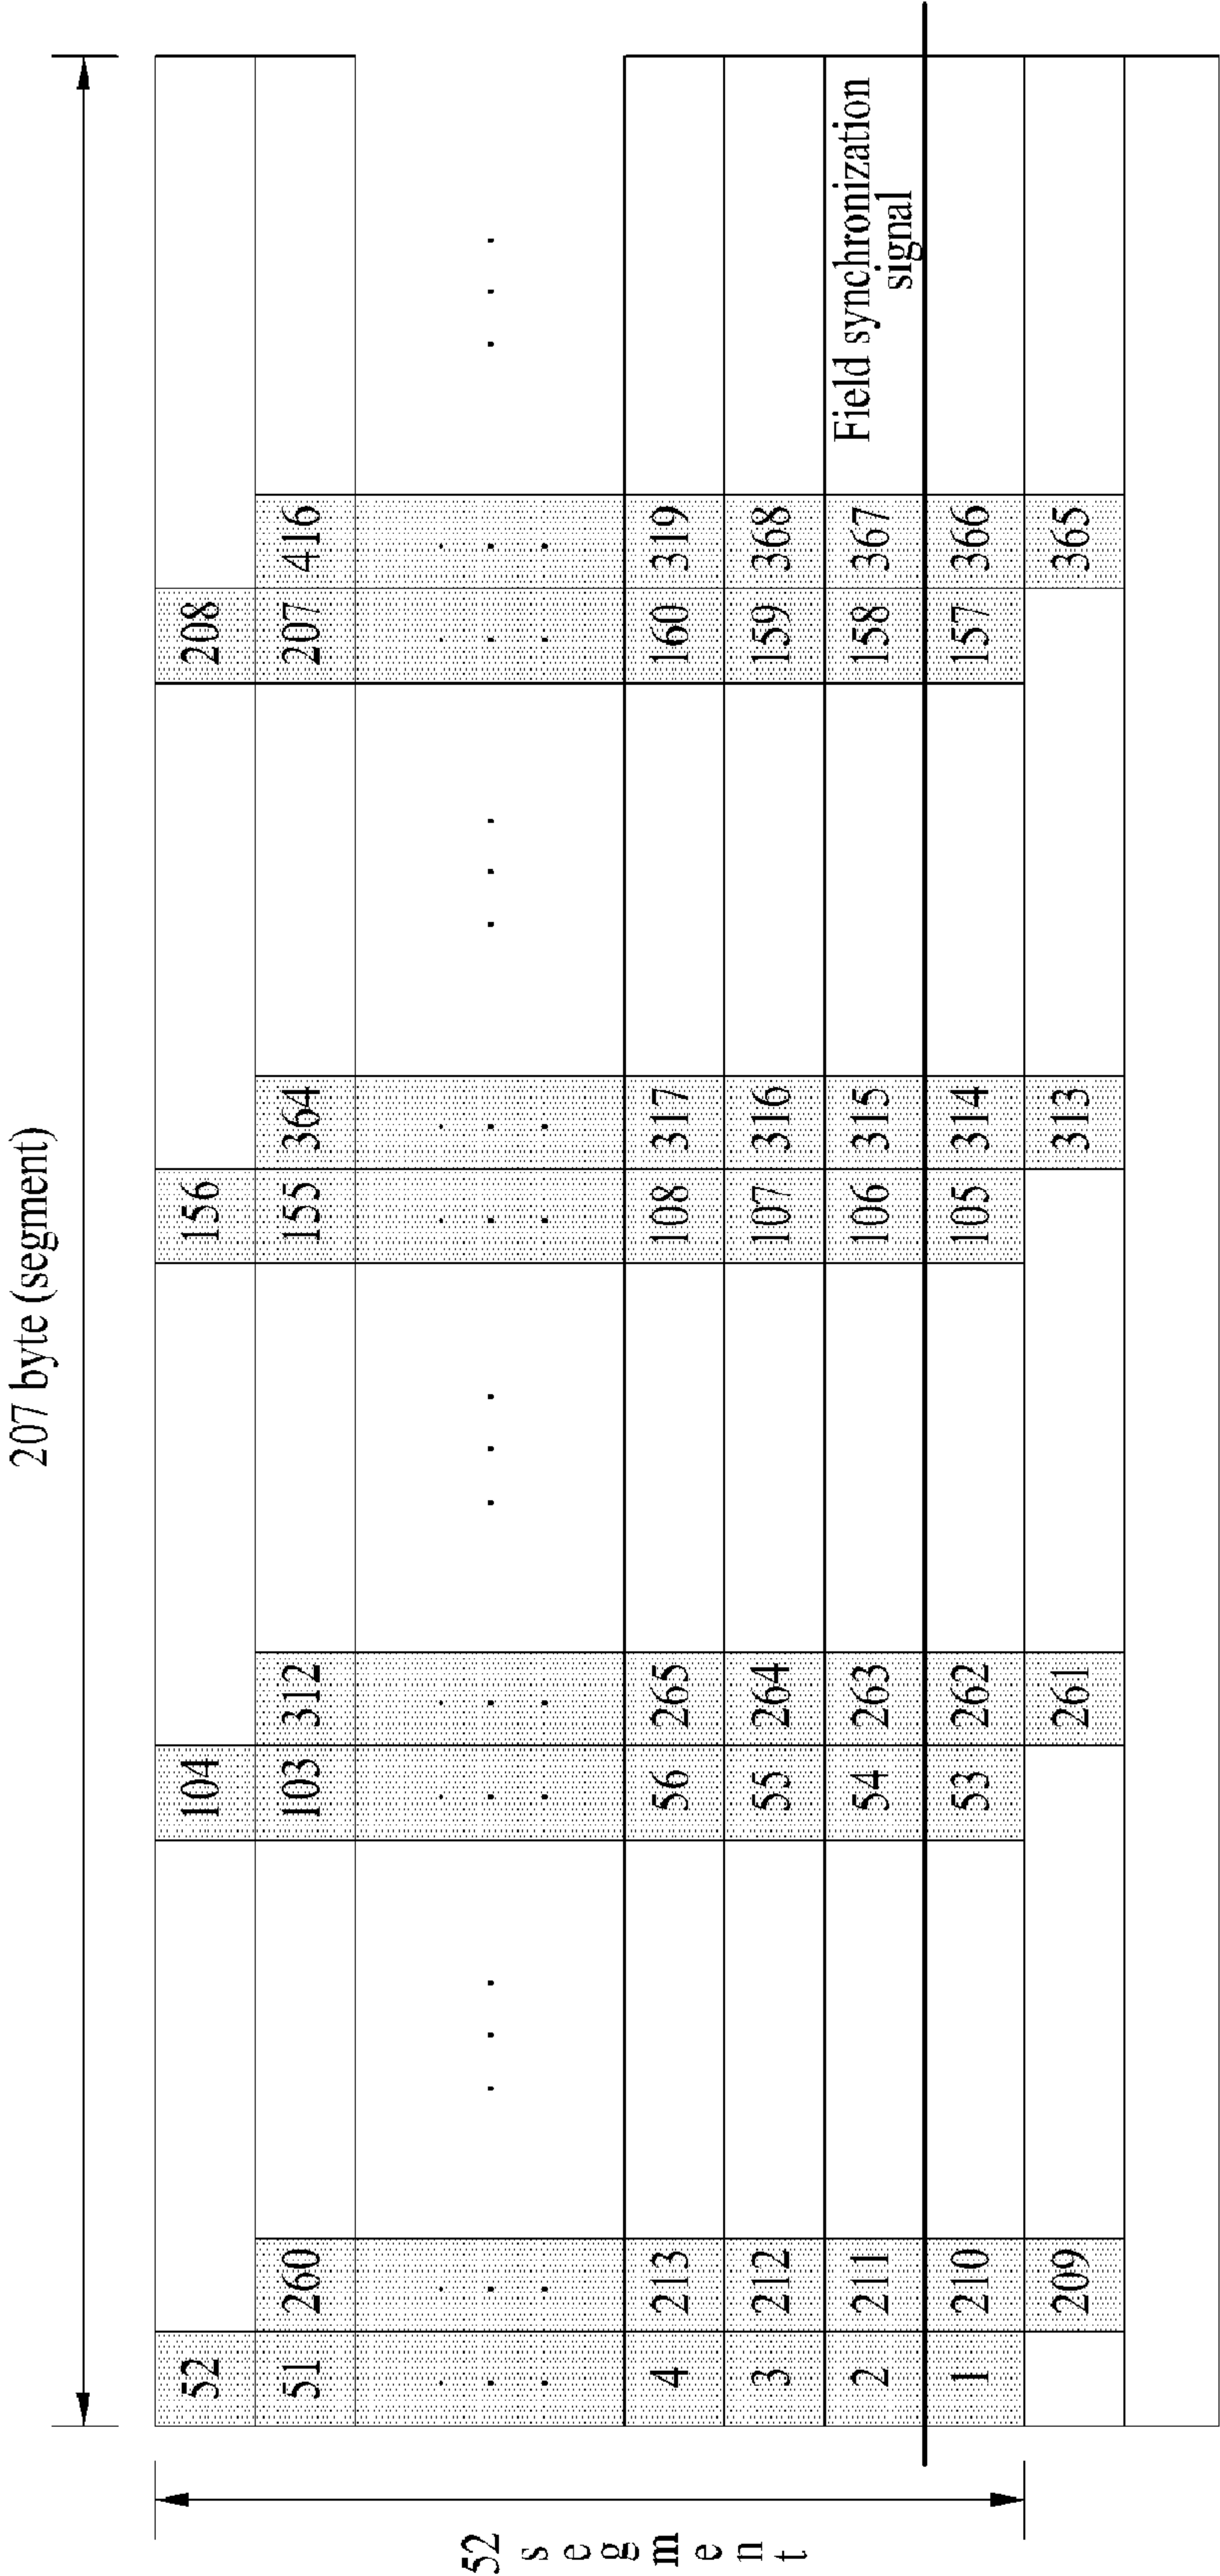 207 byte (segment)
52 104 156 208
51 260 103 312 155 364 207 416
52
s
e
g
m
e
n
t
4 213 56 265 108 317 160 319
3 212 55 264 107 316 159 368
2 211 54 263 106 315 158 367
Field synchronization
signal
1 210 53 262 105 314 157 366
209 261 313 365